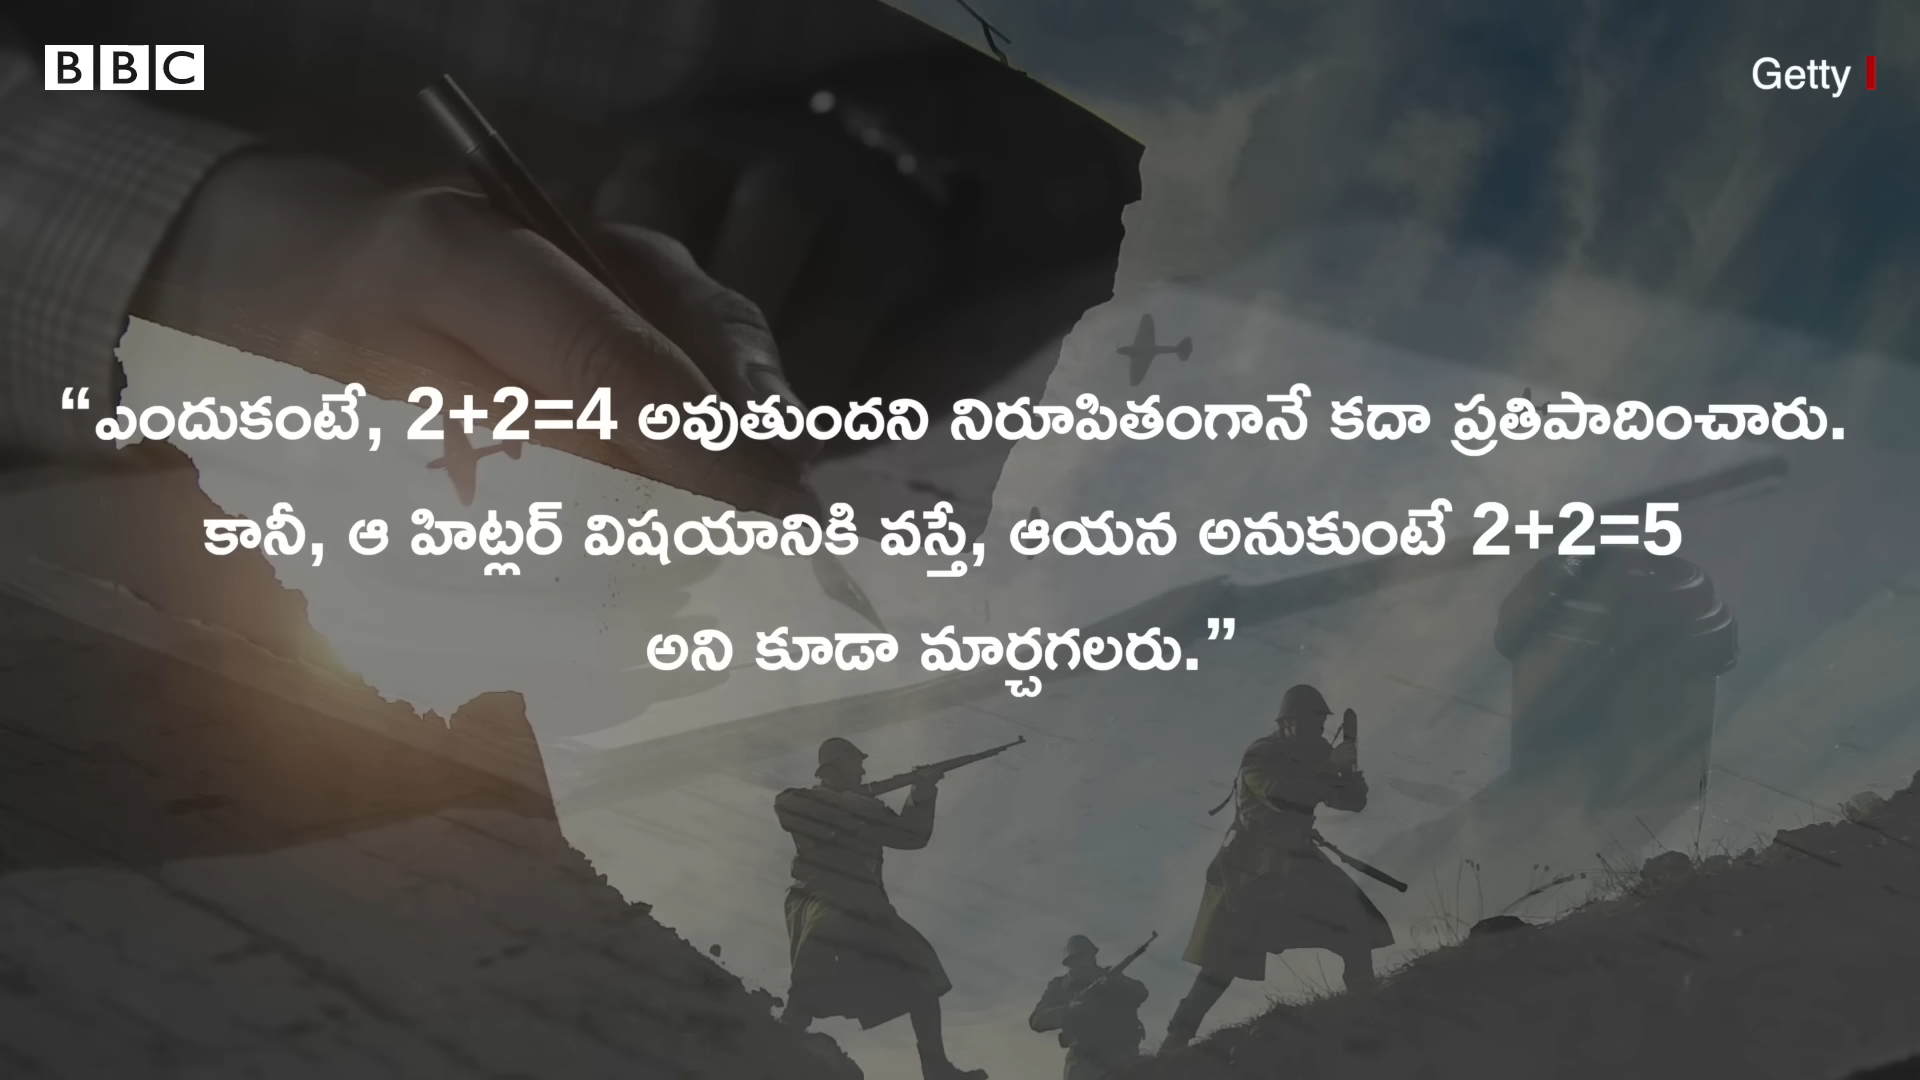 BBC
Getty
“ఎందుకంటే, 2+2=4 అవుతుందని నిరూపితంగానే కదా ప్రతిపాదించారు.
కానీ, ఆ హిట్లర్ విషయానికి వస్తే, ఆయన అనుకుంటే 2+2=5
అని కూడా మార్చగలరు.”